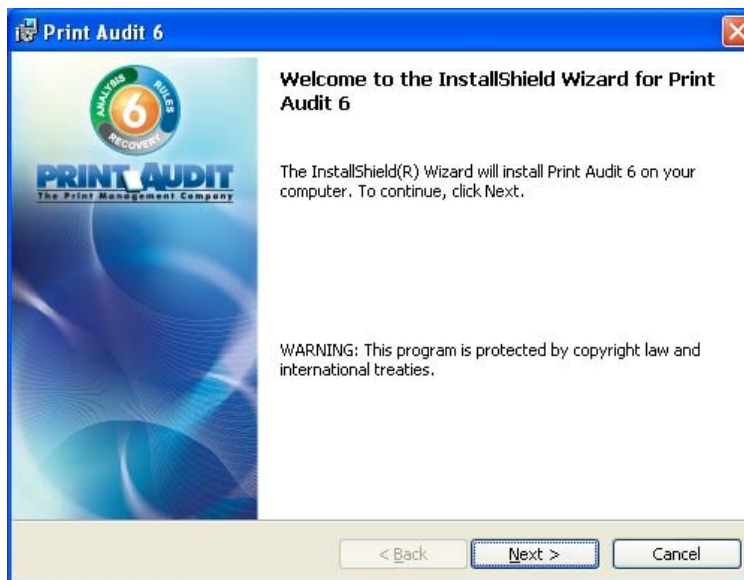 Print Audit 6
ANALYSIS
RULES
6
RECOVERY
PRINT AUDIT
The Print Management Company
Welcome to the InstallShield Wizard for Print
Audit 6
The InstallShield(R) Wizard will install Print Audit 6 on your
computer. To continue, click Next.
WARNING: This program is protected by copyright law and
international treaties.
< Back
Next >
Cancel